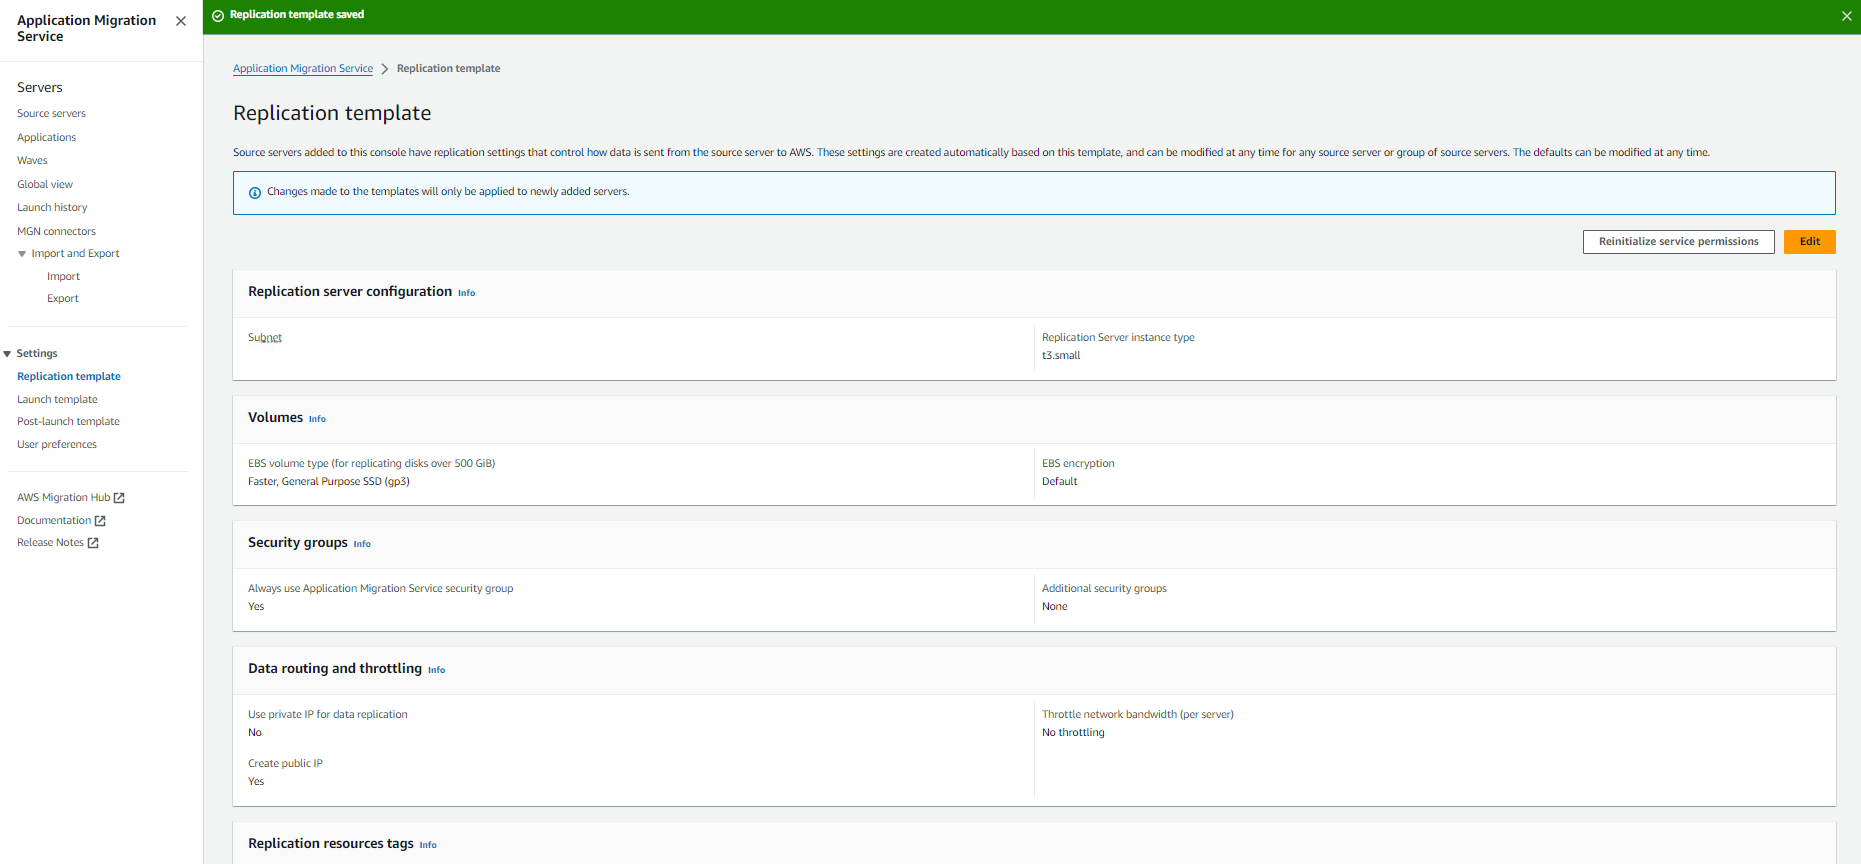 Application Migration
Service
Servers
Source servers
Applications
Waves
Global view
Launch history
MGN connectors
Import and Export
Import
Export
Settings
Replication template
Launch template
Post-launch template
User preferences
AWS Migration Hub
Documentation
Release Notes
Replication template saved
Application Migration Service > Replication template
Replication template
Source servers added to this console have replication settings that control how data is sent from the source server to AWS. These settings are created automatically based on this template, and can be modified at any time for any source server or group of source servers. The defaults can be modified at any time.
Changes made to the templates will only be applied to newly added servers.
Reinitialize service permissions
Edit
Replication server configuration Info
Subnet
Replication Server instance type
t3.small
Volumes Info
EBS volume type (for replicating disks over 500 GiB)
Faster, General Purpose SSD (gp3)
EBS encryption
Default
Security groups Info
Always use Application Migration Service security group
Yes
Additional security groups
None
Data routing and throttling Info
Use private IP for data replication
No
Create public IP
Yes
Throttle network bandwidth (per server)
No throttling
Replication resources tags Info